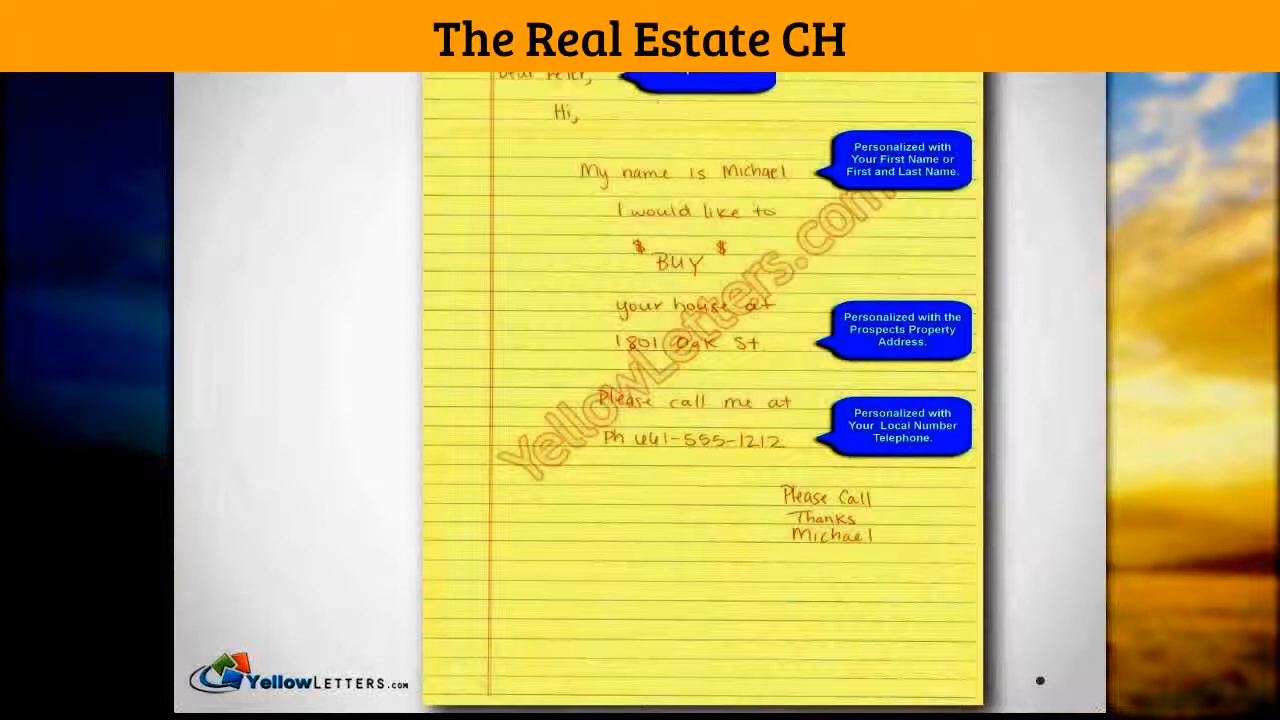 The Real Estate CH
Dear Peter,
Hi,
My name is Michael
I would like to
$ $
BUY
your house at
1801 Oak St.
Please call me at
Ph 661-555-1212
Please Call
Thanks
Michael
Personalized with
Your First Name or
First and Last Name.
Personalized with the
Prospects Property
Address.
Personalized with
Your Local Number
Telephone.
YellowLetters.com
YellowLETTERS.COM